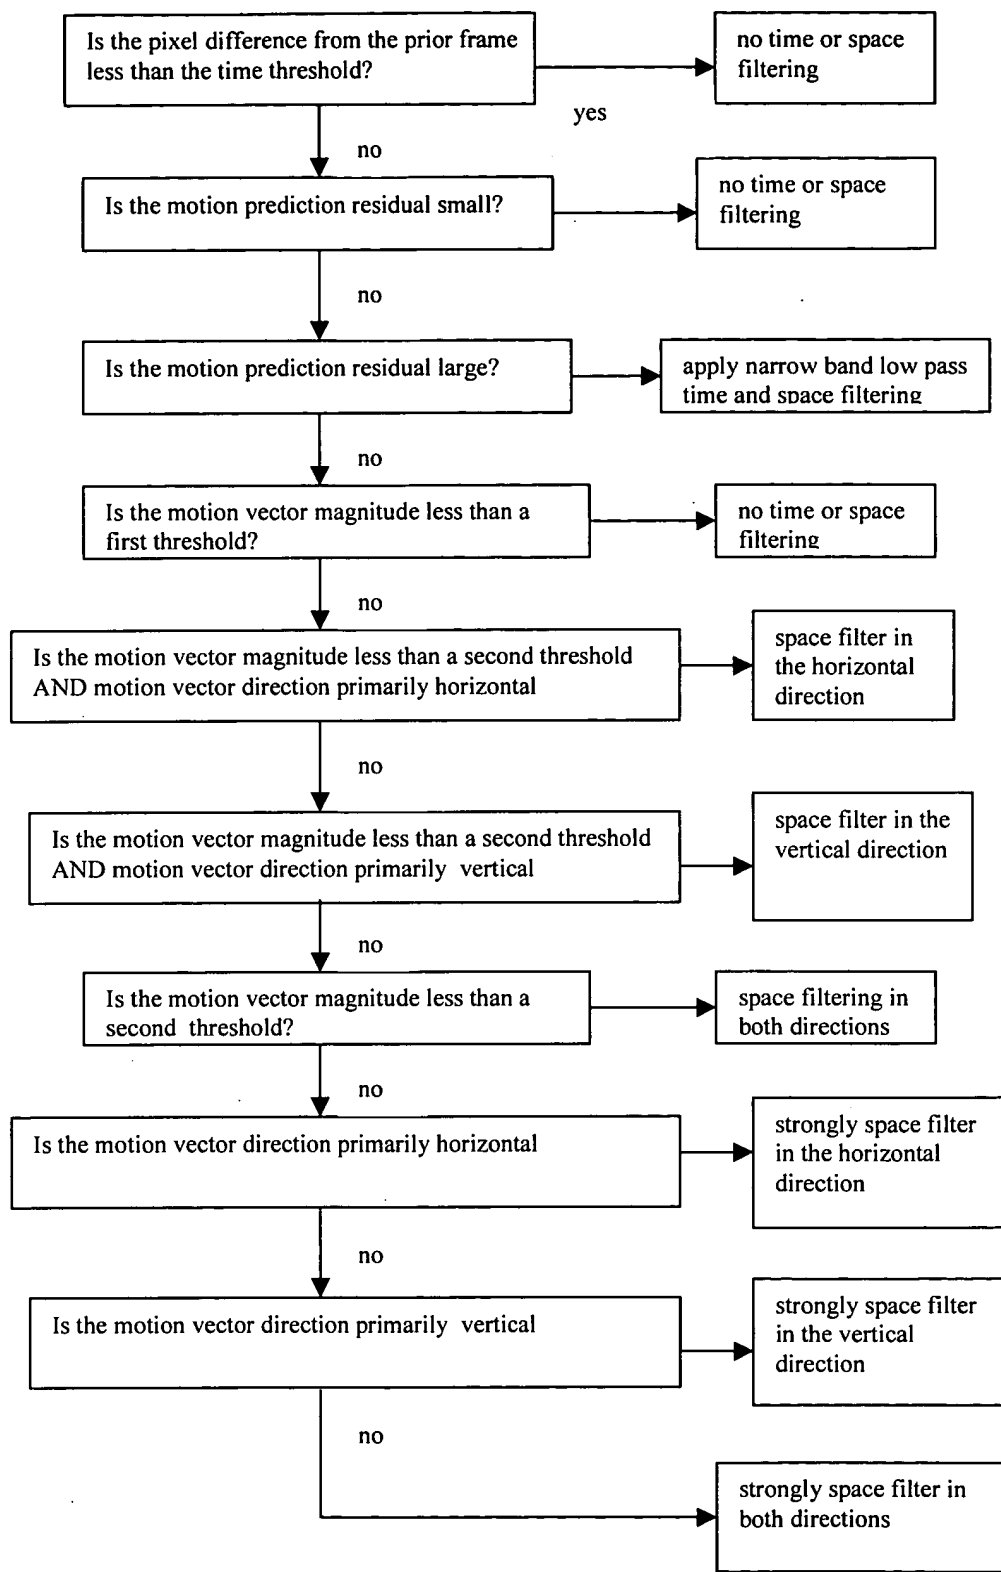 Is the pixel difference from the prior frame
less than the time threshold?
no time or space
filtering
yes
no
Is the motion prediction residual small?
no time or space
filtering
no
Is the motion prediction residual large?
apply narrow band low pass
time and space filtering
no
Is the motion vector magnitude less than a
first threshold?
no time or space
filtering
no
Is the motion vector magnitude less than a second threshold
AND motion vector direction primarily horizontal
space filter in
the horizontal
direction
no
Is the motion vector magnitude less than a second threshold
AND motion vector direction primarily vertical
space filter in the
vertical direction
no
Is the motion vector magnitude less than a
second threshold?
space filtering in
both directions
no
Is the motion vector direction primarily horizontal
strongly space filter
in the horizontal
direction
no
Is the motion vector direction primarily vertical
strongly space filter
in the vertical
direction
no
strongly space filter in
both directions